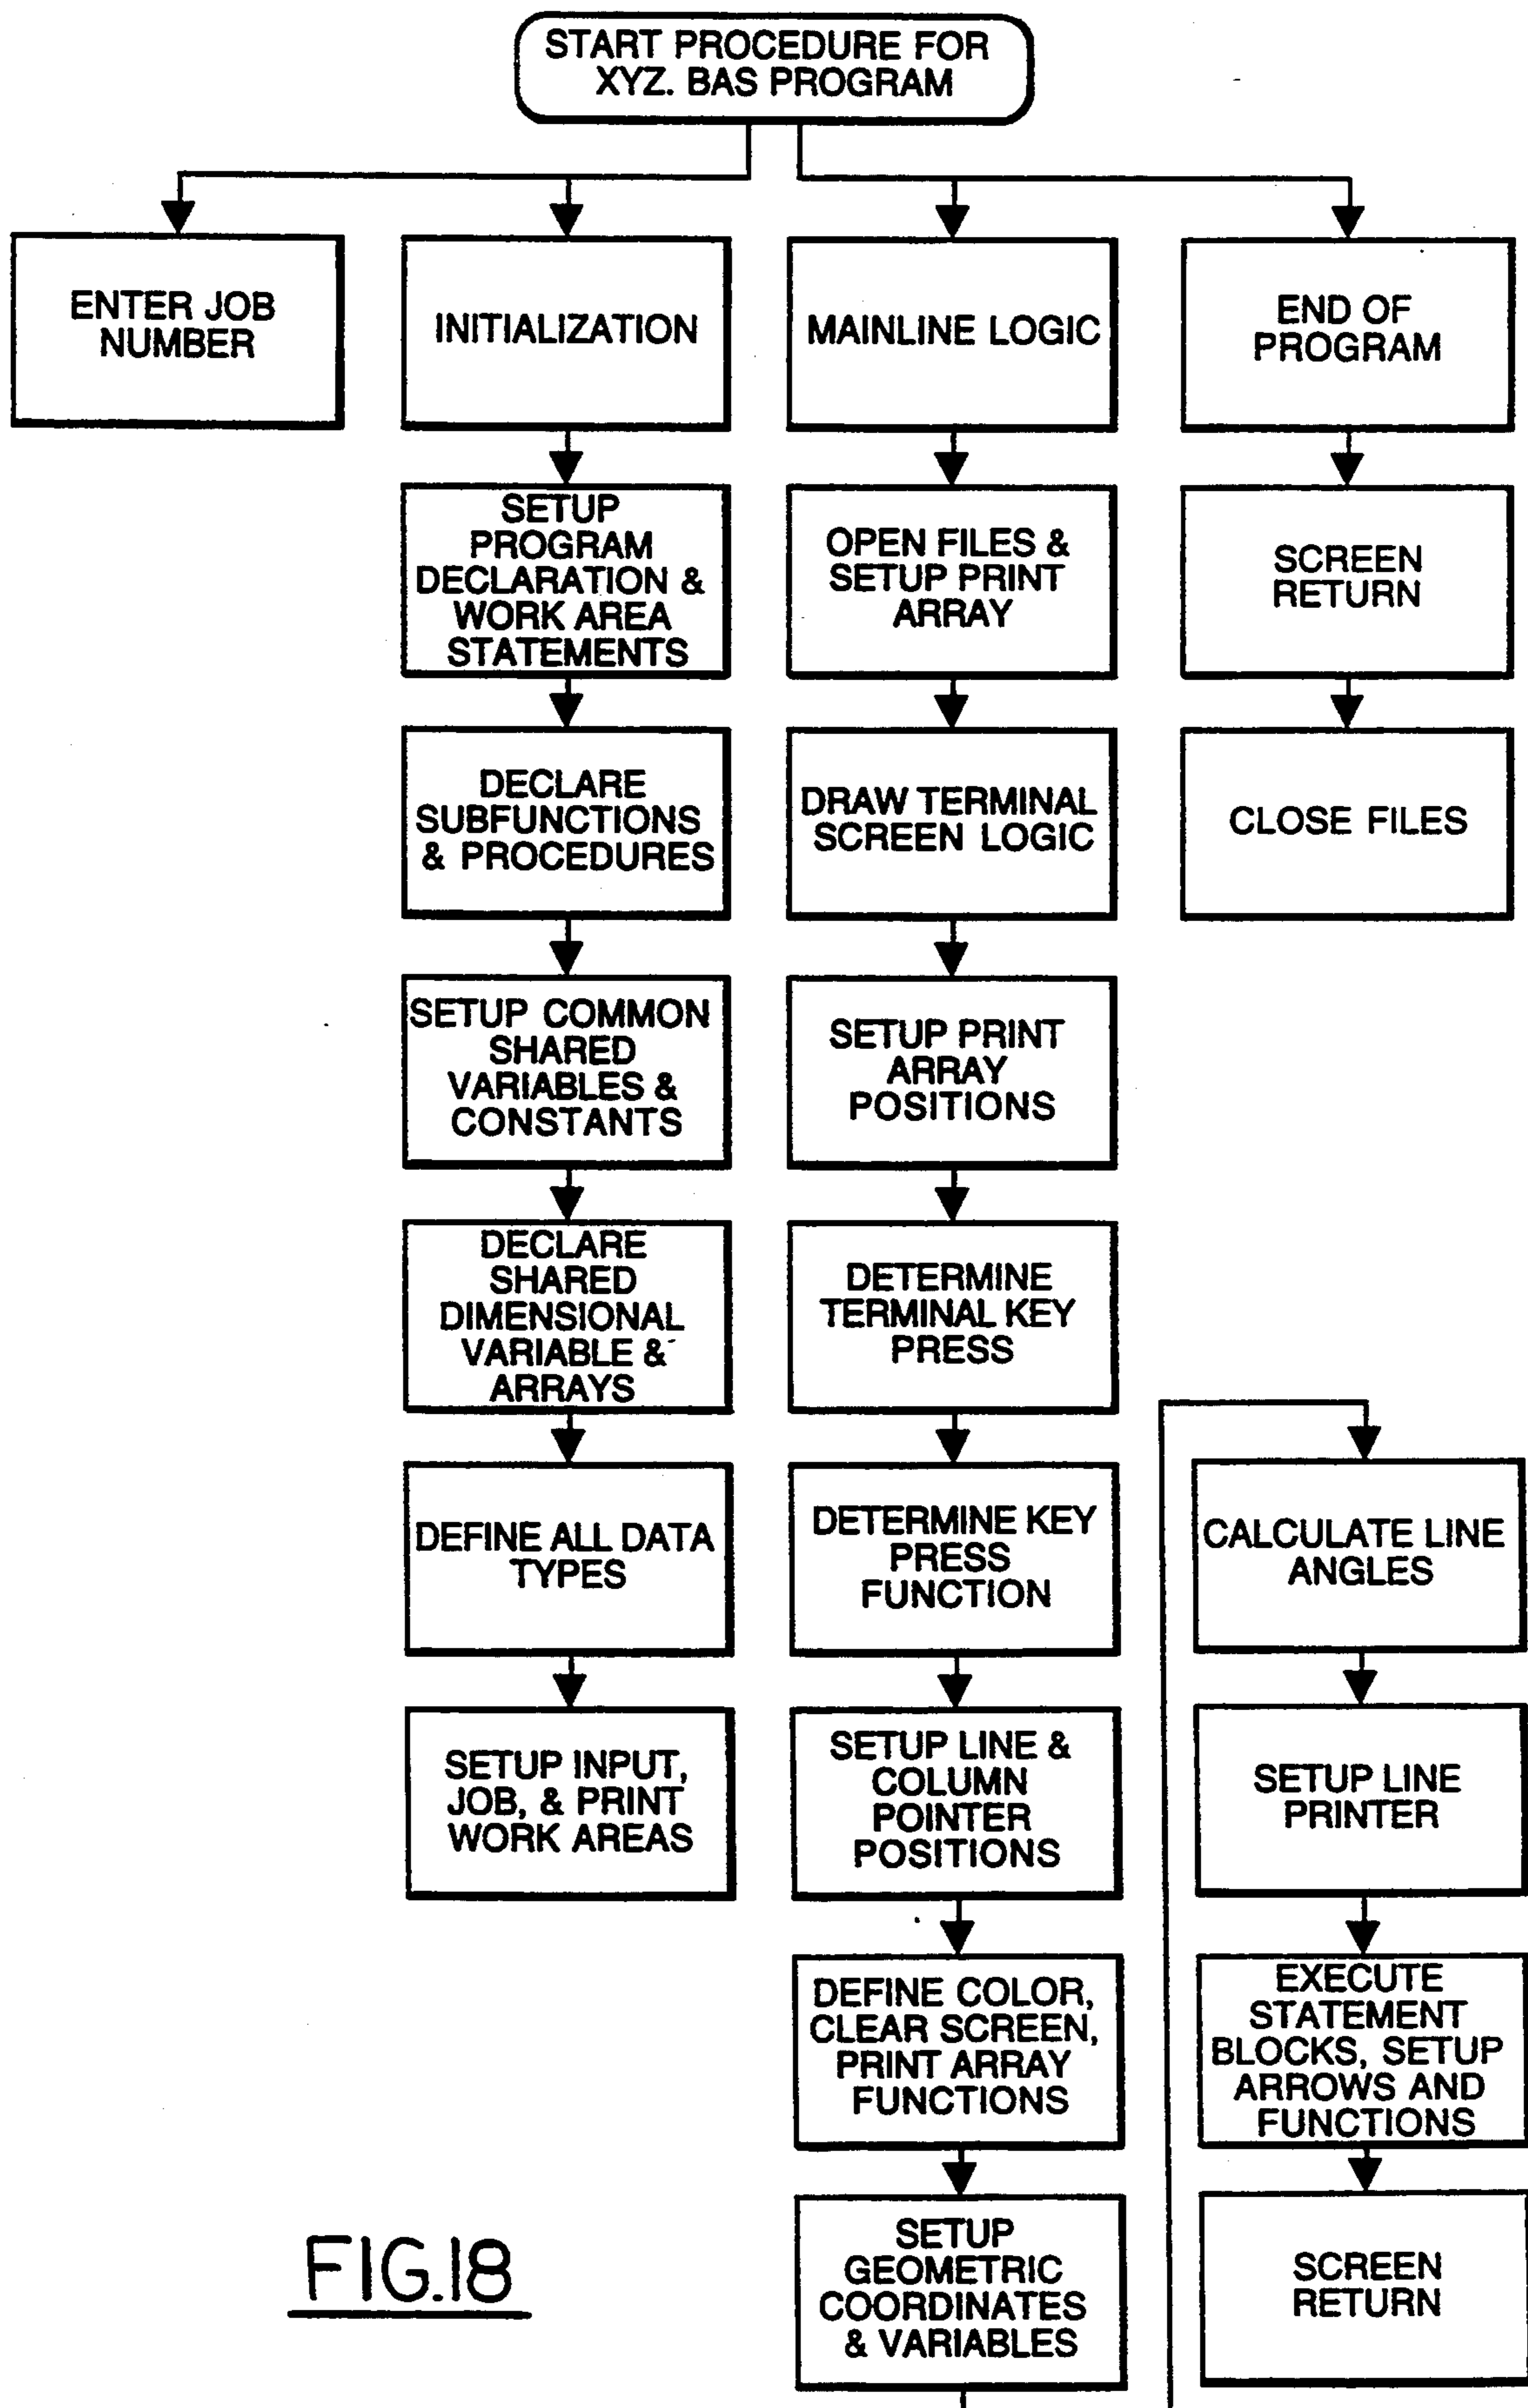 START PROCEDURE FOR
XYZ. BAS PROGRAM
ENTER JOB
NUMBER
INITIALIZATION
SETUP
PROGRAM
DECLARATION &
WORK AREA
STATEMENTS
DECLARE
SUBFUNCTIONS
& PROCEDURES
SETUP COMMON
SHARED
VARIABLES &
CONSTANTS
DECLARE
SHARED
DIMENSIONAL
VARIABLE &
ARRAYS
DEFINE ALL DATA
TYPES
SETUP INPUT,
JOB, & PRINT
WORK AREAS
MAINLINE LOGIC
OPEN FILES &
SETUP PRINT
ARRAY
DRAW TERMINAL
SCREEN LOGIC
SETUP PRINT
ARRAY
POSITIONS
DETERMINE
TERMINAL KEY
PRESS
DETERMINE KEY
PRESS
FUNCTION
SETUP LINE &
COLUMN
POINTER
POSITIONS
DEFINE COLOR,
CLEAR SCREEN,
PRINT ARRAY
FUNCTIONS
SETUP
GEOMETRIC
COORDINATES
& VARIABLES
CALCULATE LINE
ANGLES
SETUP LINE
PRINTER
EXECUTE
STATEMENT
BLOCKS, SETUP
ARROWS AND
FUNCTIONS
SCREEN
RETURN
END OF
PROGRAM
SCREEN
RETURN
CLOSE FILES
FIG.18